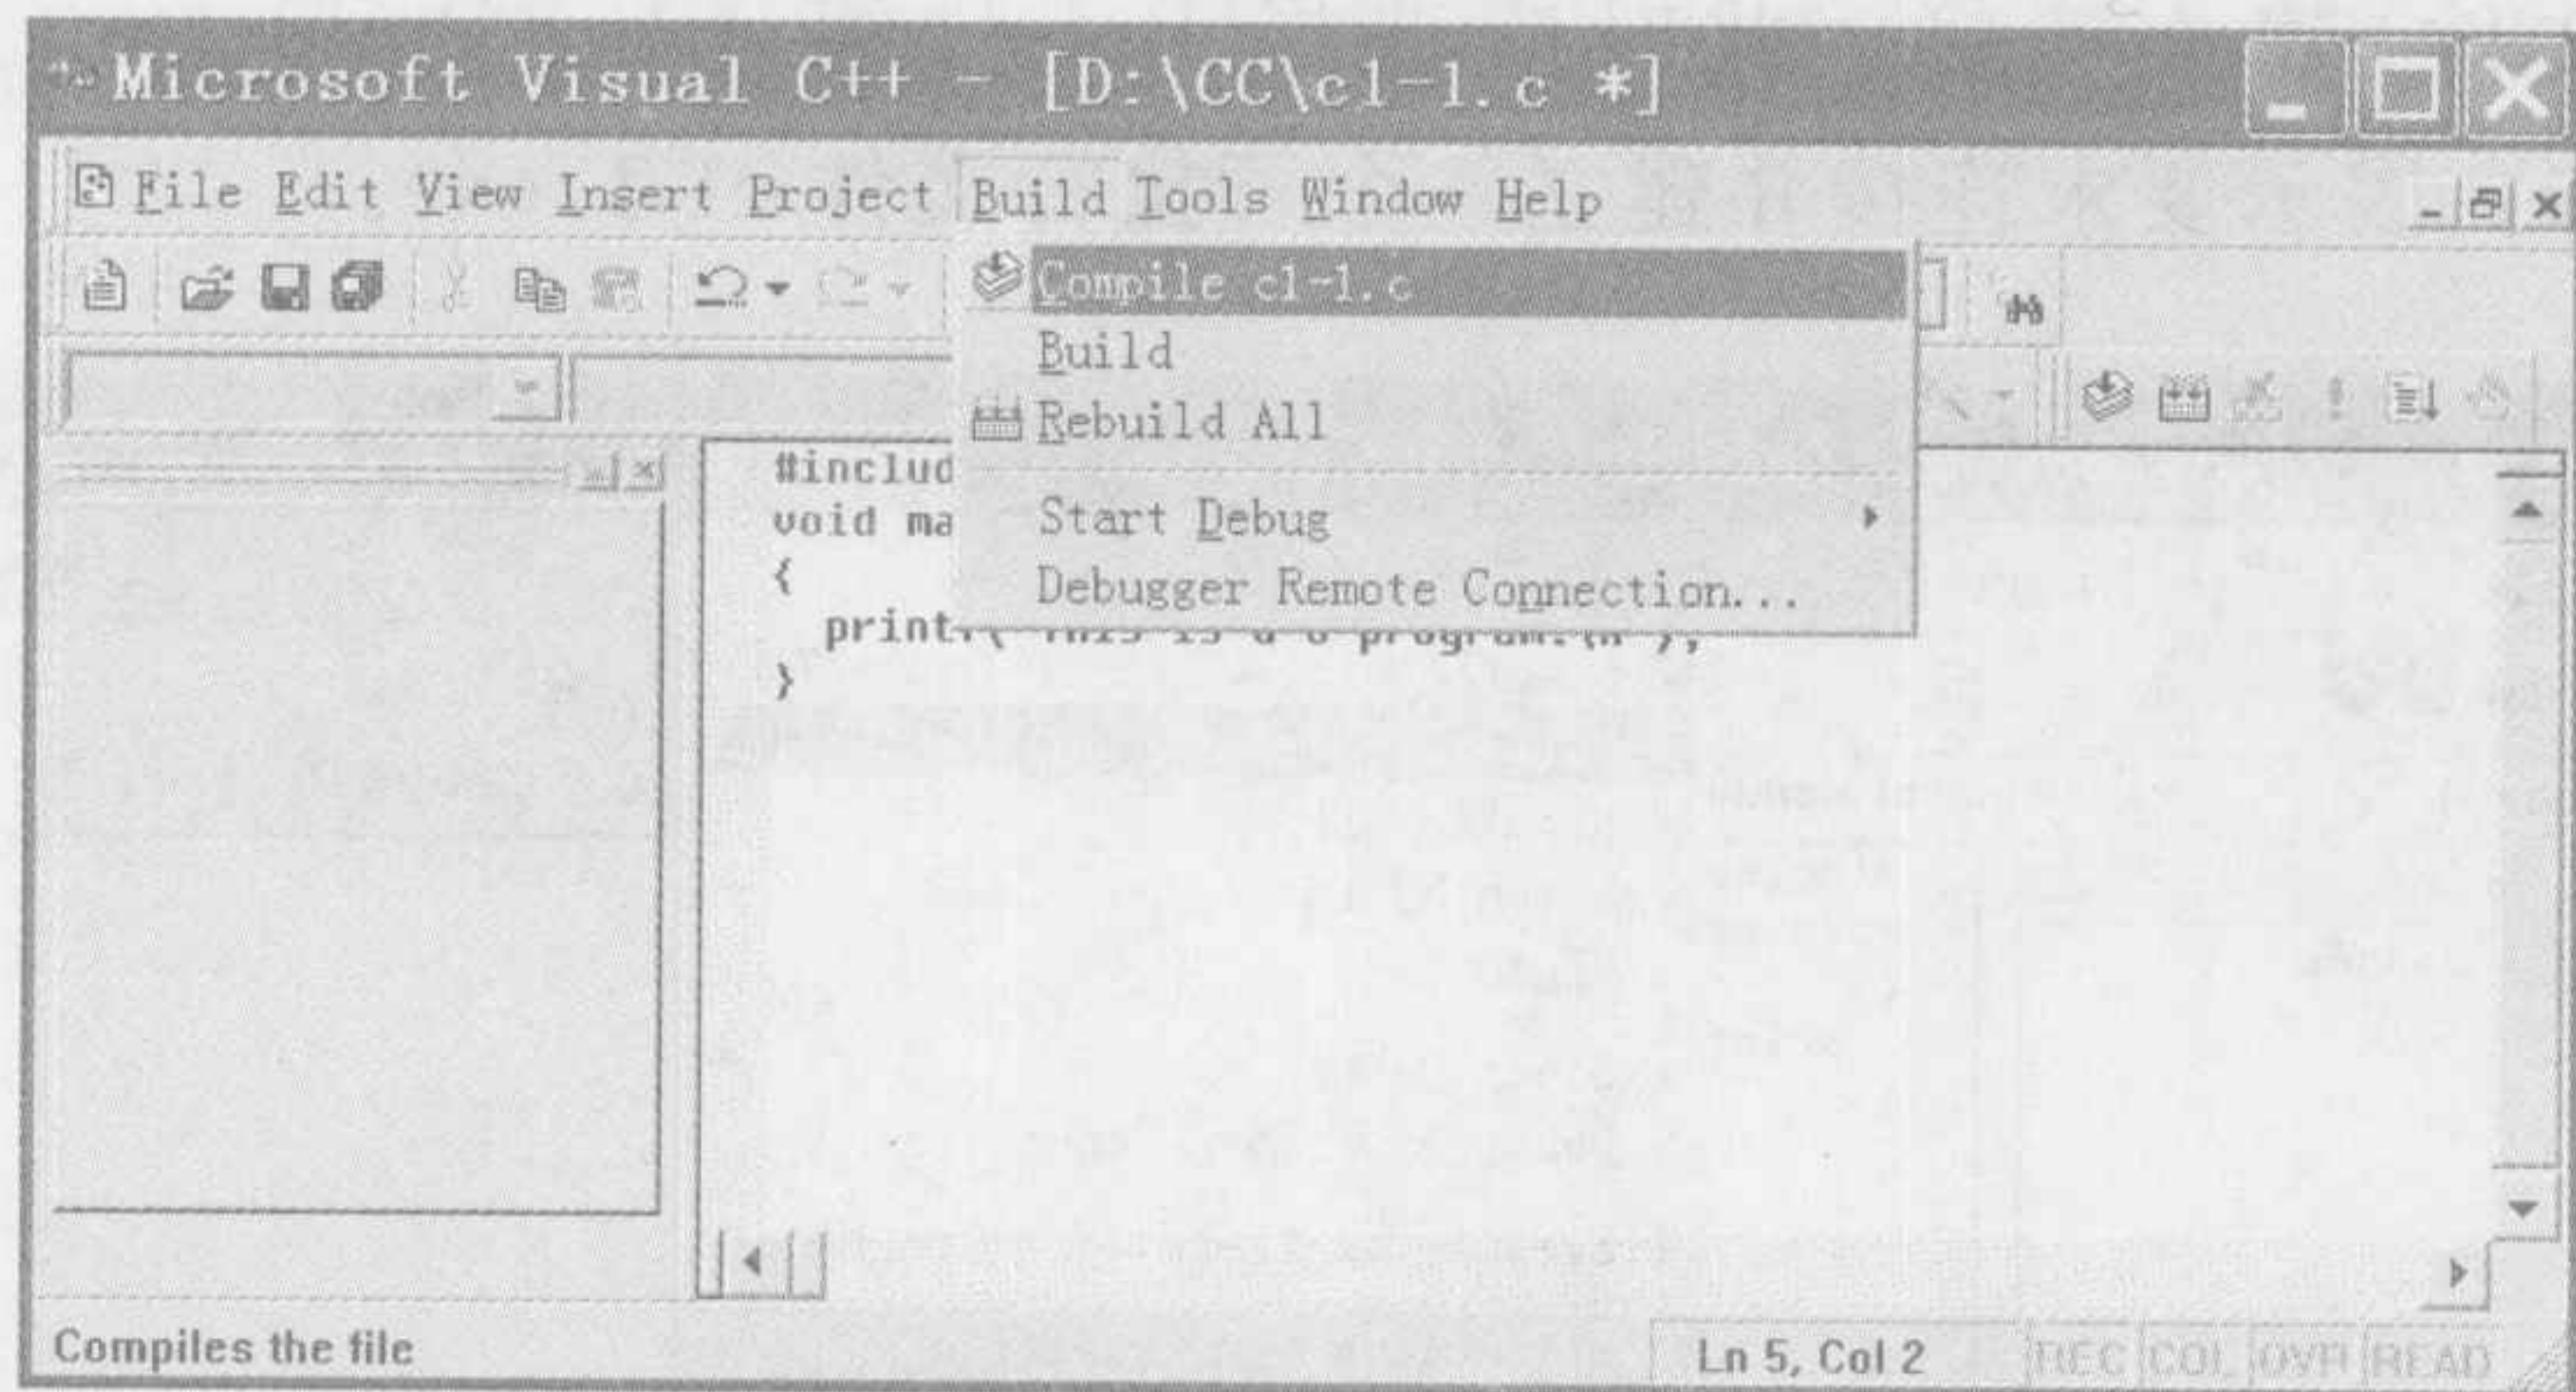 Microsoft Visual C++ - [D:\CC\c1-1.c *]
File Edit View Insert Project Build Tools Window Help
Compile c1-1.c
Build
Rebuild All
#includ
void ma
Start Debug
{
Debugger Remote Connection...
print
program.
}
Compiles the file
Ln 5, Col 2 REC COL OVR READ